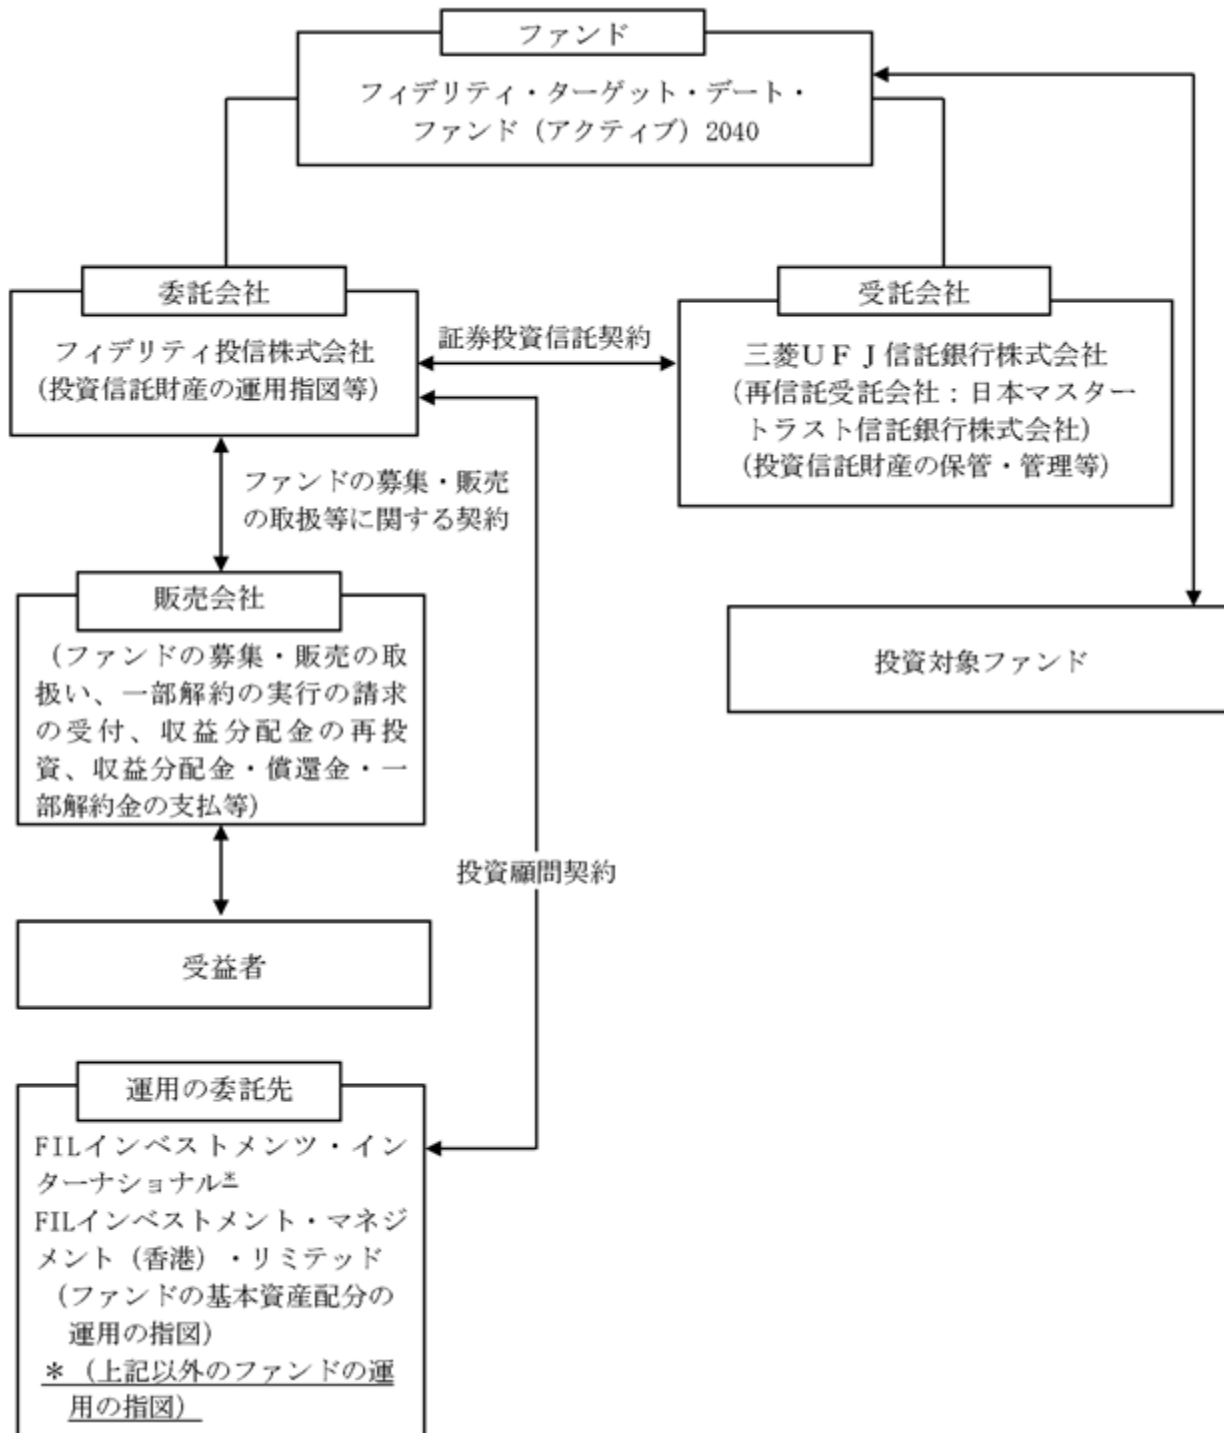 ファンド
フィデリティ・ターゲット・デート・
ファンド（アクティブ）2040
委託会社
フィデリティ投信株式会社
（投資信託財産の運用指図等）
証券投資信託契約
受託会社
三菱ＵＦＪ信託銀行株式会社
（再信託受託会社：日本マスター
トラスト信託銀行株式会社）
（投資信託財産の保管・管理等）
ファンドの募集・販売
の取扱等に関する契約
販売会社
（ファンドの募集・販売の取
扱い、一部解約の実行の請求
の受付、収益分配金の再投
資、収益分配金・償還金・一
部解約金の支払等）
投資対象ファンド
投資顧問契約
受益者
運用の委託先
FILインベストメンツ・イン
ターナショナル＊
FILインベストメント・マネジ
メント（香港）・リミテッド
（ファンドの基本資産配分の
運用の指図）
＊（上記以外のファンドの運
用の指図）